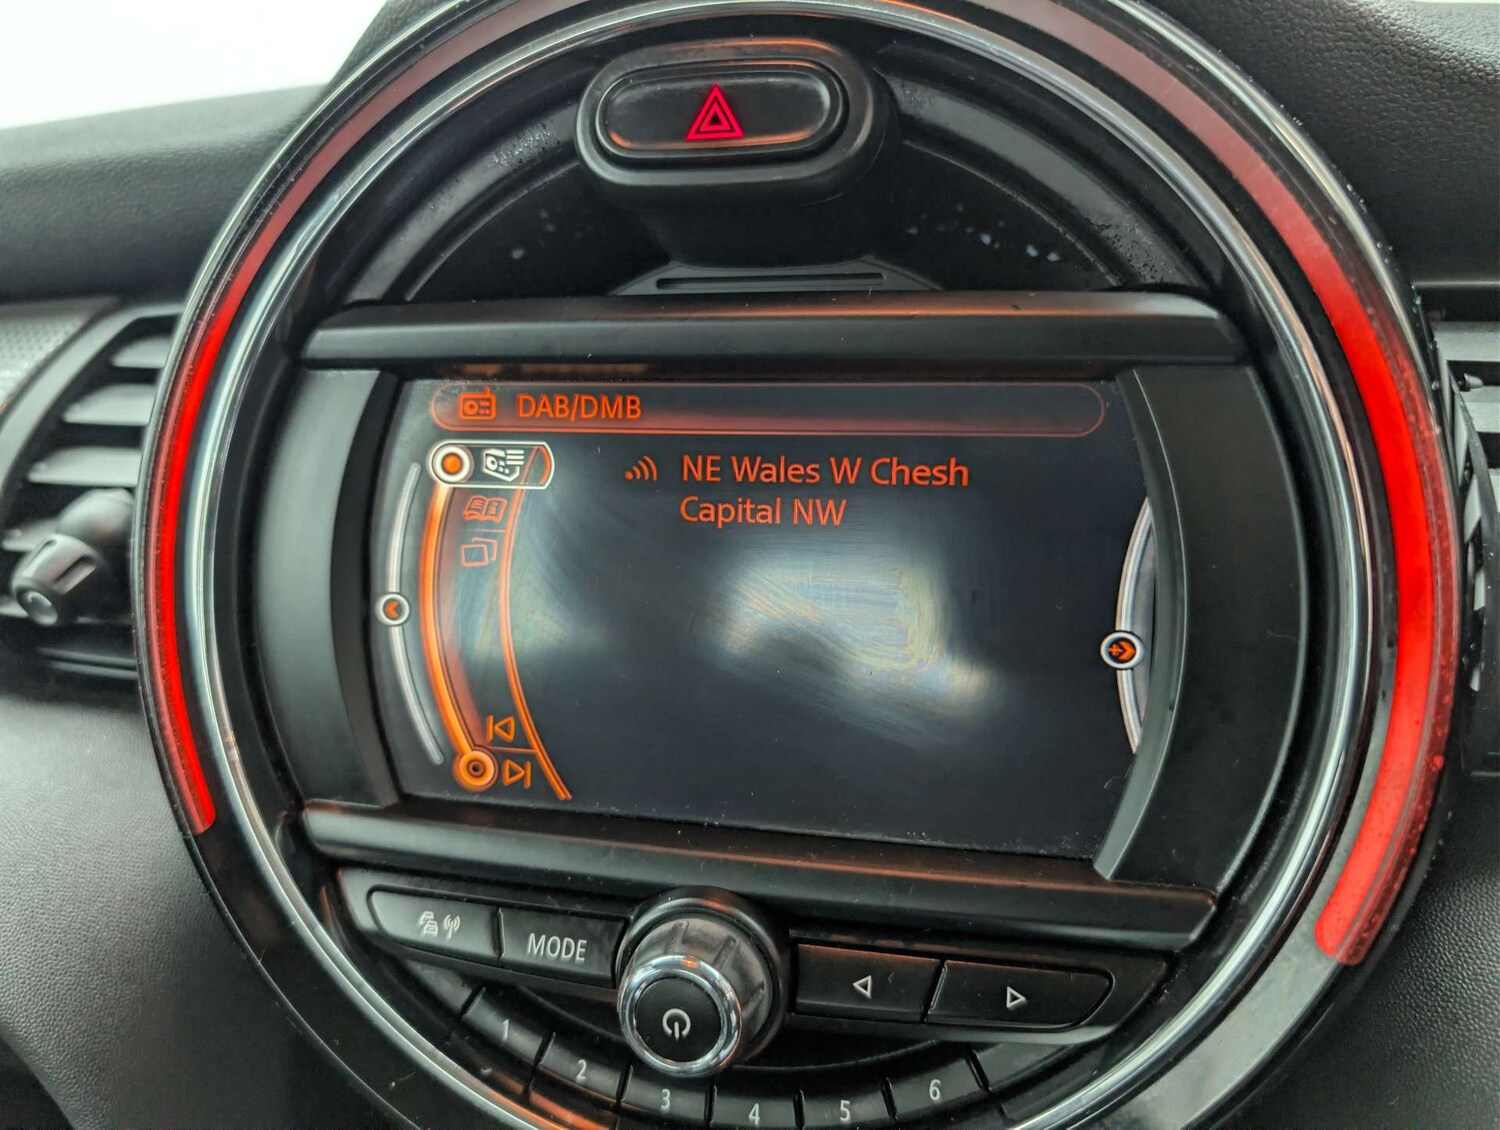 DAB/DMB
NE Wales W Chesh
Capital NW
MODE
1
2
3
4
5
6